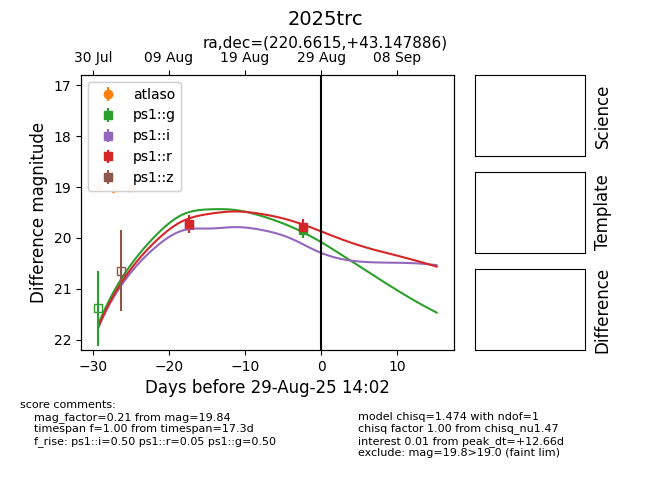 2025trc
ra,dec=(220.6615,+43.147886)
30 Jul 09 Aug 19 Aug 29 Aug 08 Sep
17
18
19
20
21
22
Difference magnitude
atlaso
ps1::g
ps1::i
ps1::r
ps1::z
−30 −20 −10 0 10
Days before 29-Aug-25 14:02
Science
Template
Difference
score comments:
mag_factor=0.21 from mag=19.84
timespan f=1.00 from timespan=17.3d
f_rise: ps1::i=0.50 ps1::r=0.05 ps1::g=0.50
model chisq=1.474 with ndof=1
chisq factor 1.00 from chisq_nu1.47
interest 0.01 from peak_dt=+12.66d
exclude: mag=19.8>19.0 (faint lim)